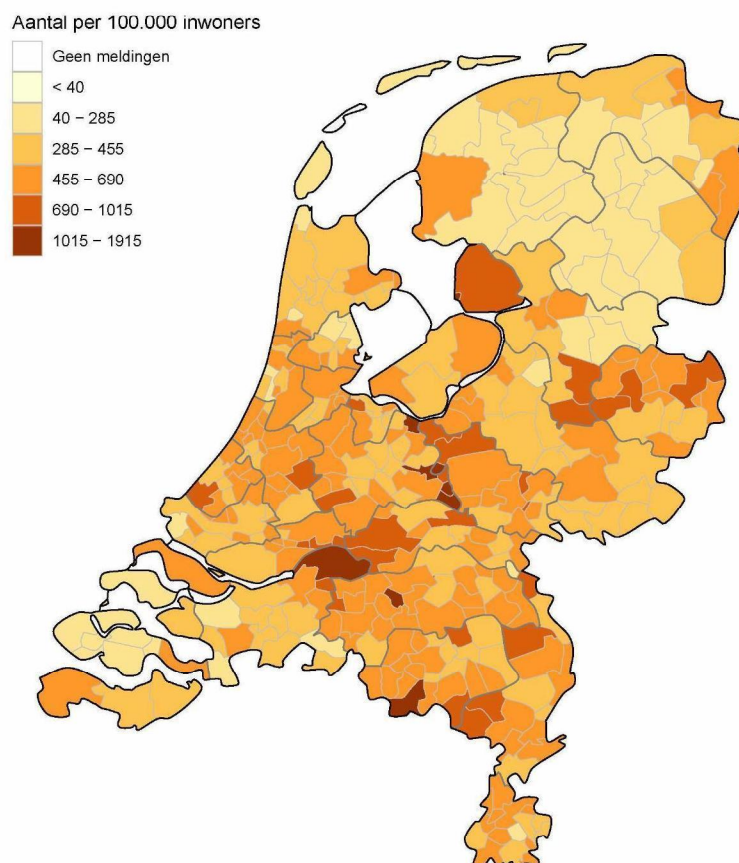 Aantal per 100.000 inwoners
Geen meldingen
< 40
40 – 285
285 – 455
455 – 690
690 – 1015
1015 – 1915